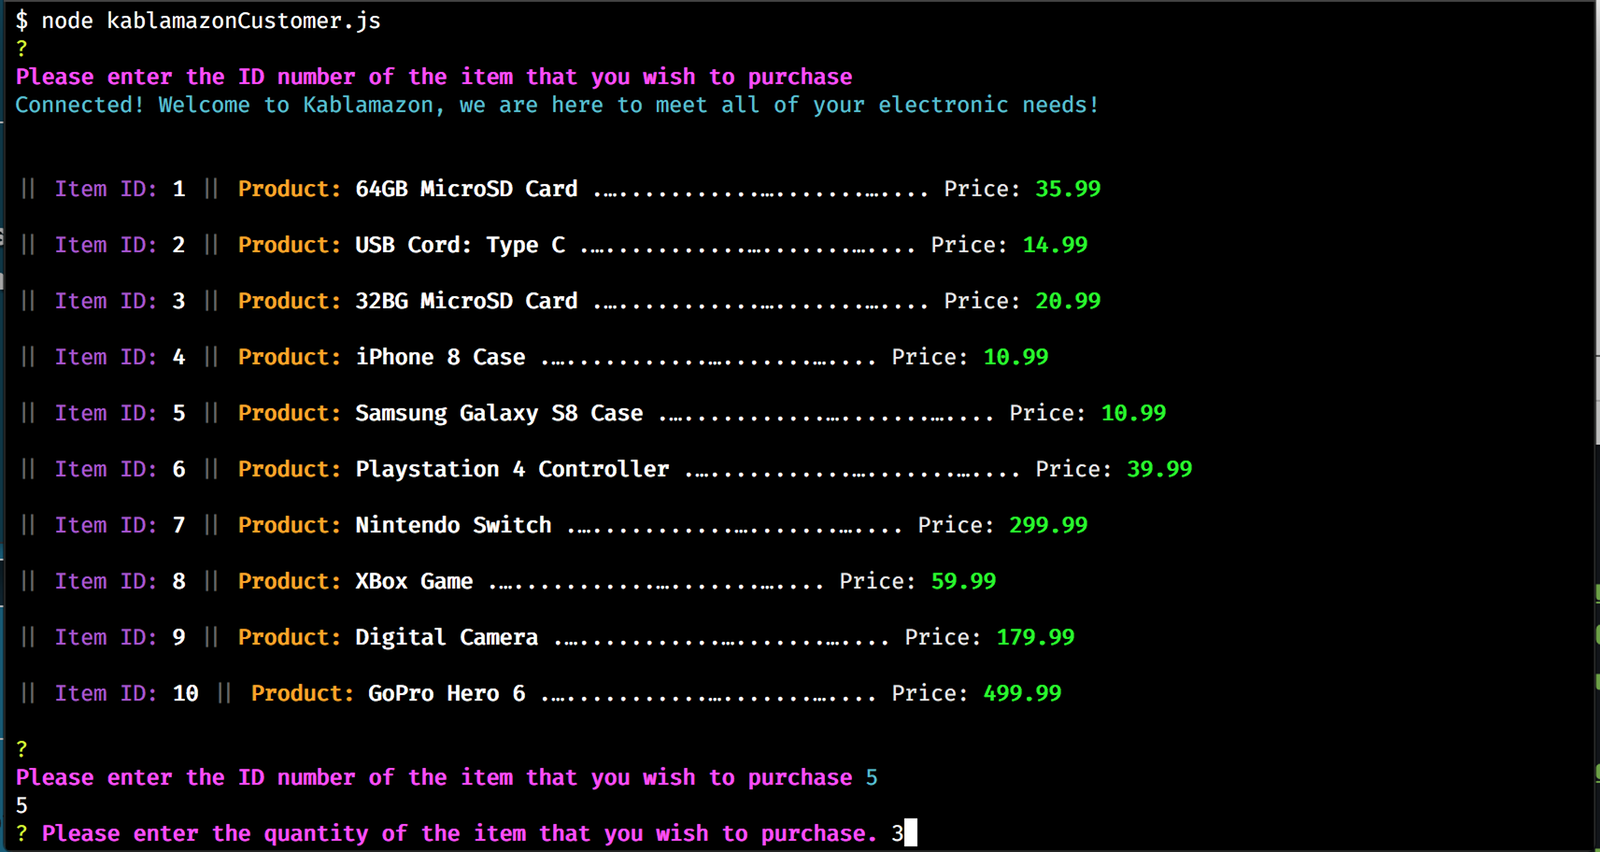 $ node kablamazonCustomer.js
?
Please enter the ID number of the item that you wish to purchase
Connected! Welcome to Kablamazon, we are here to meet all of your electronic needs!
|| Item ID: 1 || Product: 64GB MicroSD Card .…...........….......….... Price: 35.99
|| Item ID: 2 || Product: USB Cord: Type C .…...........….......….... Price: 14.99
|| Item ID: 3 || Product: 32BG MicroSD Card .…...........….......….... Price: 20.99
|| Item ID: 4 || Product: iPhone 8 Case .…...........….......….... Price: 10.99
|| Item ID: 5 || Product: Samsung Galaxy S8 Case .…...........….......….... Price: 10.99
|| Item ID: 6 || Product: Playstation 4 Controller .…...........….......….... Price: 39.99
|| Item ID: 7 || Product: Nintendo Switch .…...........….......….... Price: 299.99
|| Item ID: 8 || Product: XBox Game .…...........….......….... Price: 59.99
|| Item ID: 9 || Product: Digital Camera .…...........….......….... Price: 179.99
|| Item ID: 10 || Product: GoPro Hero 6 .…...........….......….... Price: 499.99
?
Please enter the ID number of the item that you wish to purchase 5
5
? Please enter the quantity of the item that you wish to purchase. 3